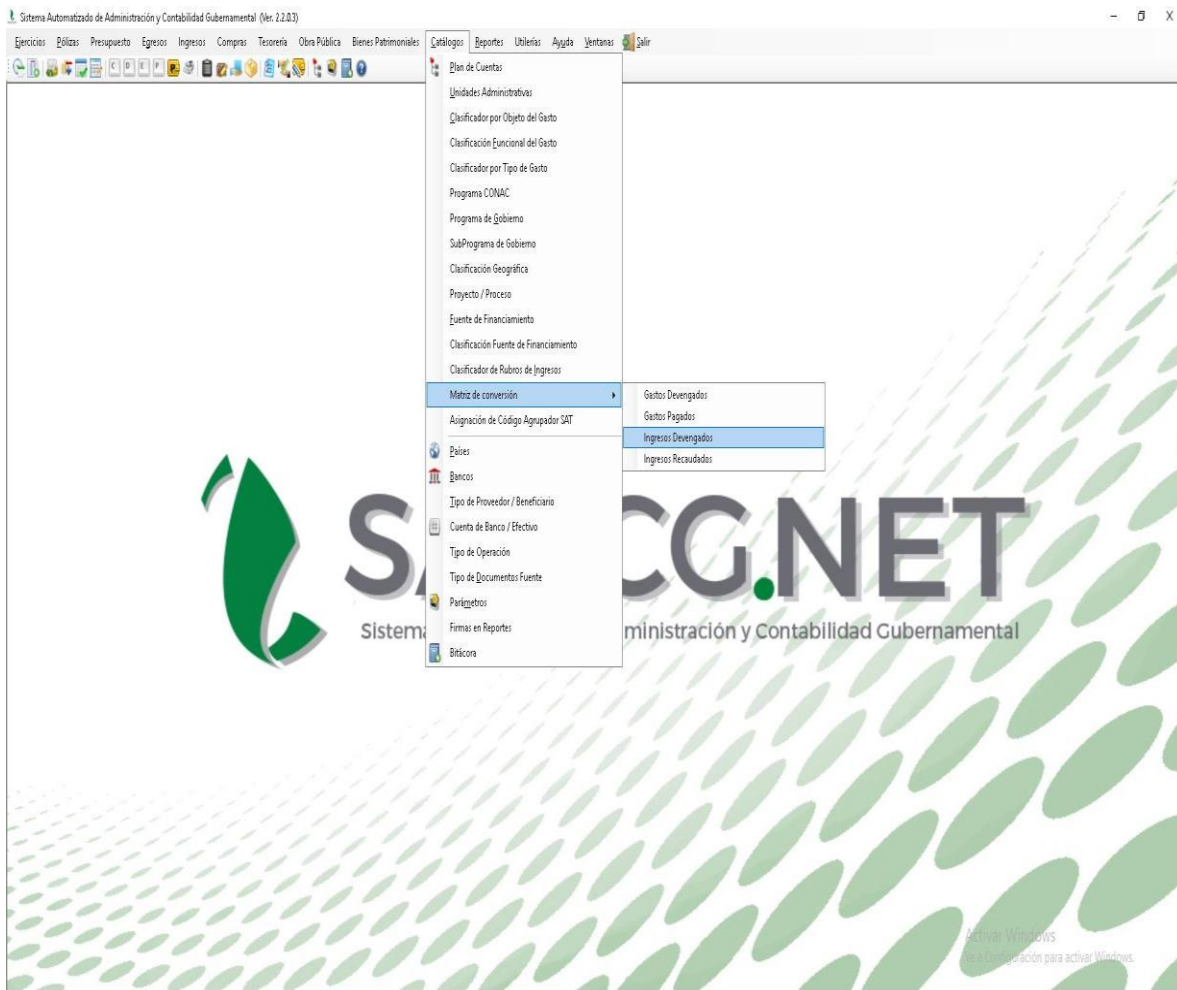 Sistema Automatizado de Administración y Contabilidad Gubernamental (Ver. 2.2.0.3)
Ejercicios Pólizas Presupuesto Egresos Ingresos Compras Tesorería Obra Pública Bienes Patrimoniales Catálogos Reportes Utilerías Ayuda Ventanas Salir
C D E P
Plan de Cuentas
Unidades Administrativas
Clasificador por Objeto del Gasto
Clasificación Funcional del Gasto
Clasificador por Tipo de Gasto
Programa CONAC
Programa de Gobierno
SubPrograma de Gobierno
Clasificación Geográfica
Proyecto / Proceso
Fuente de Financiamiento
Clasificación Fuente de Financiamiento
Clasificador de Rubros de Ingresos
Matriz de conversión
Asignación de Código Agrupador SAT
Países
Bancos
Tipo de Proveedor / Beneficiario
Cuenta de Banco / Efectivo
Tipo de Operación
Tipo de Documentos Fuente
Parámetros
Firmas en Reportes
Bitácora
Gastos Devengados
Gastos Pagados
Ingresos Devengados
Ingresos Recaudados
S CG.NET
Sistema ministración y Contabilidad Gubernamental
Activar Windows
Ve a Configuración para activar Windows.